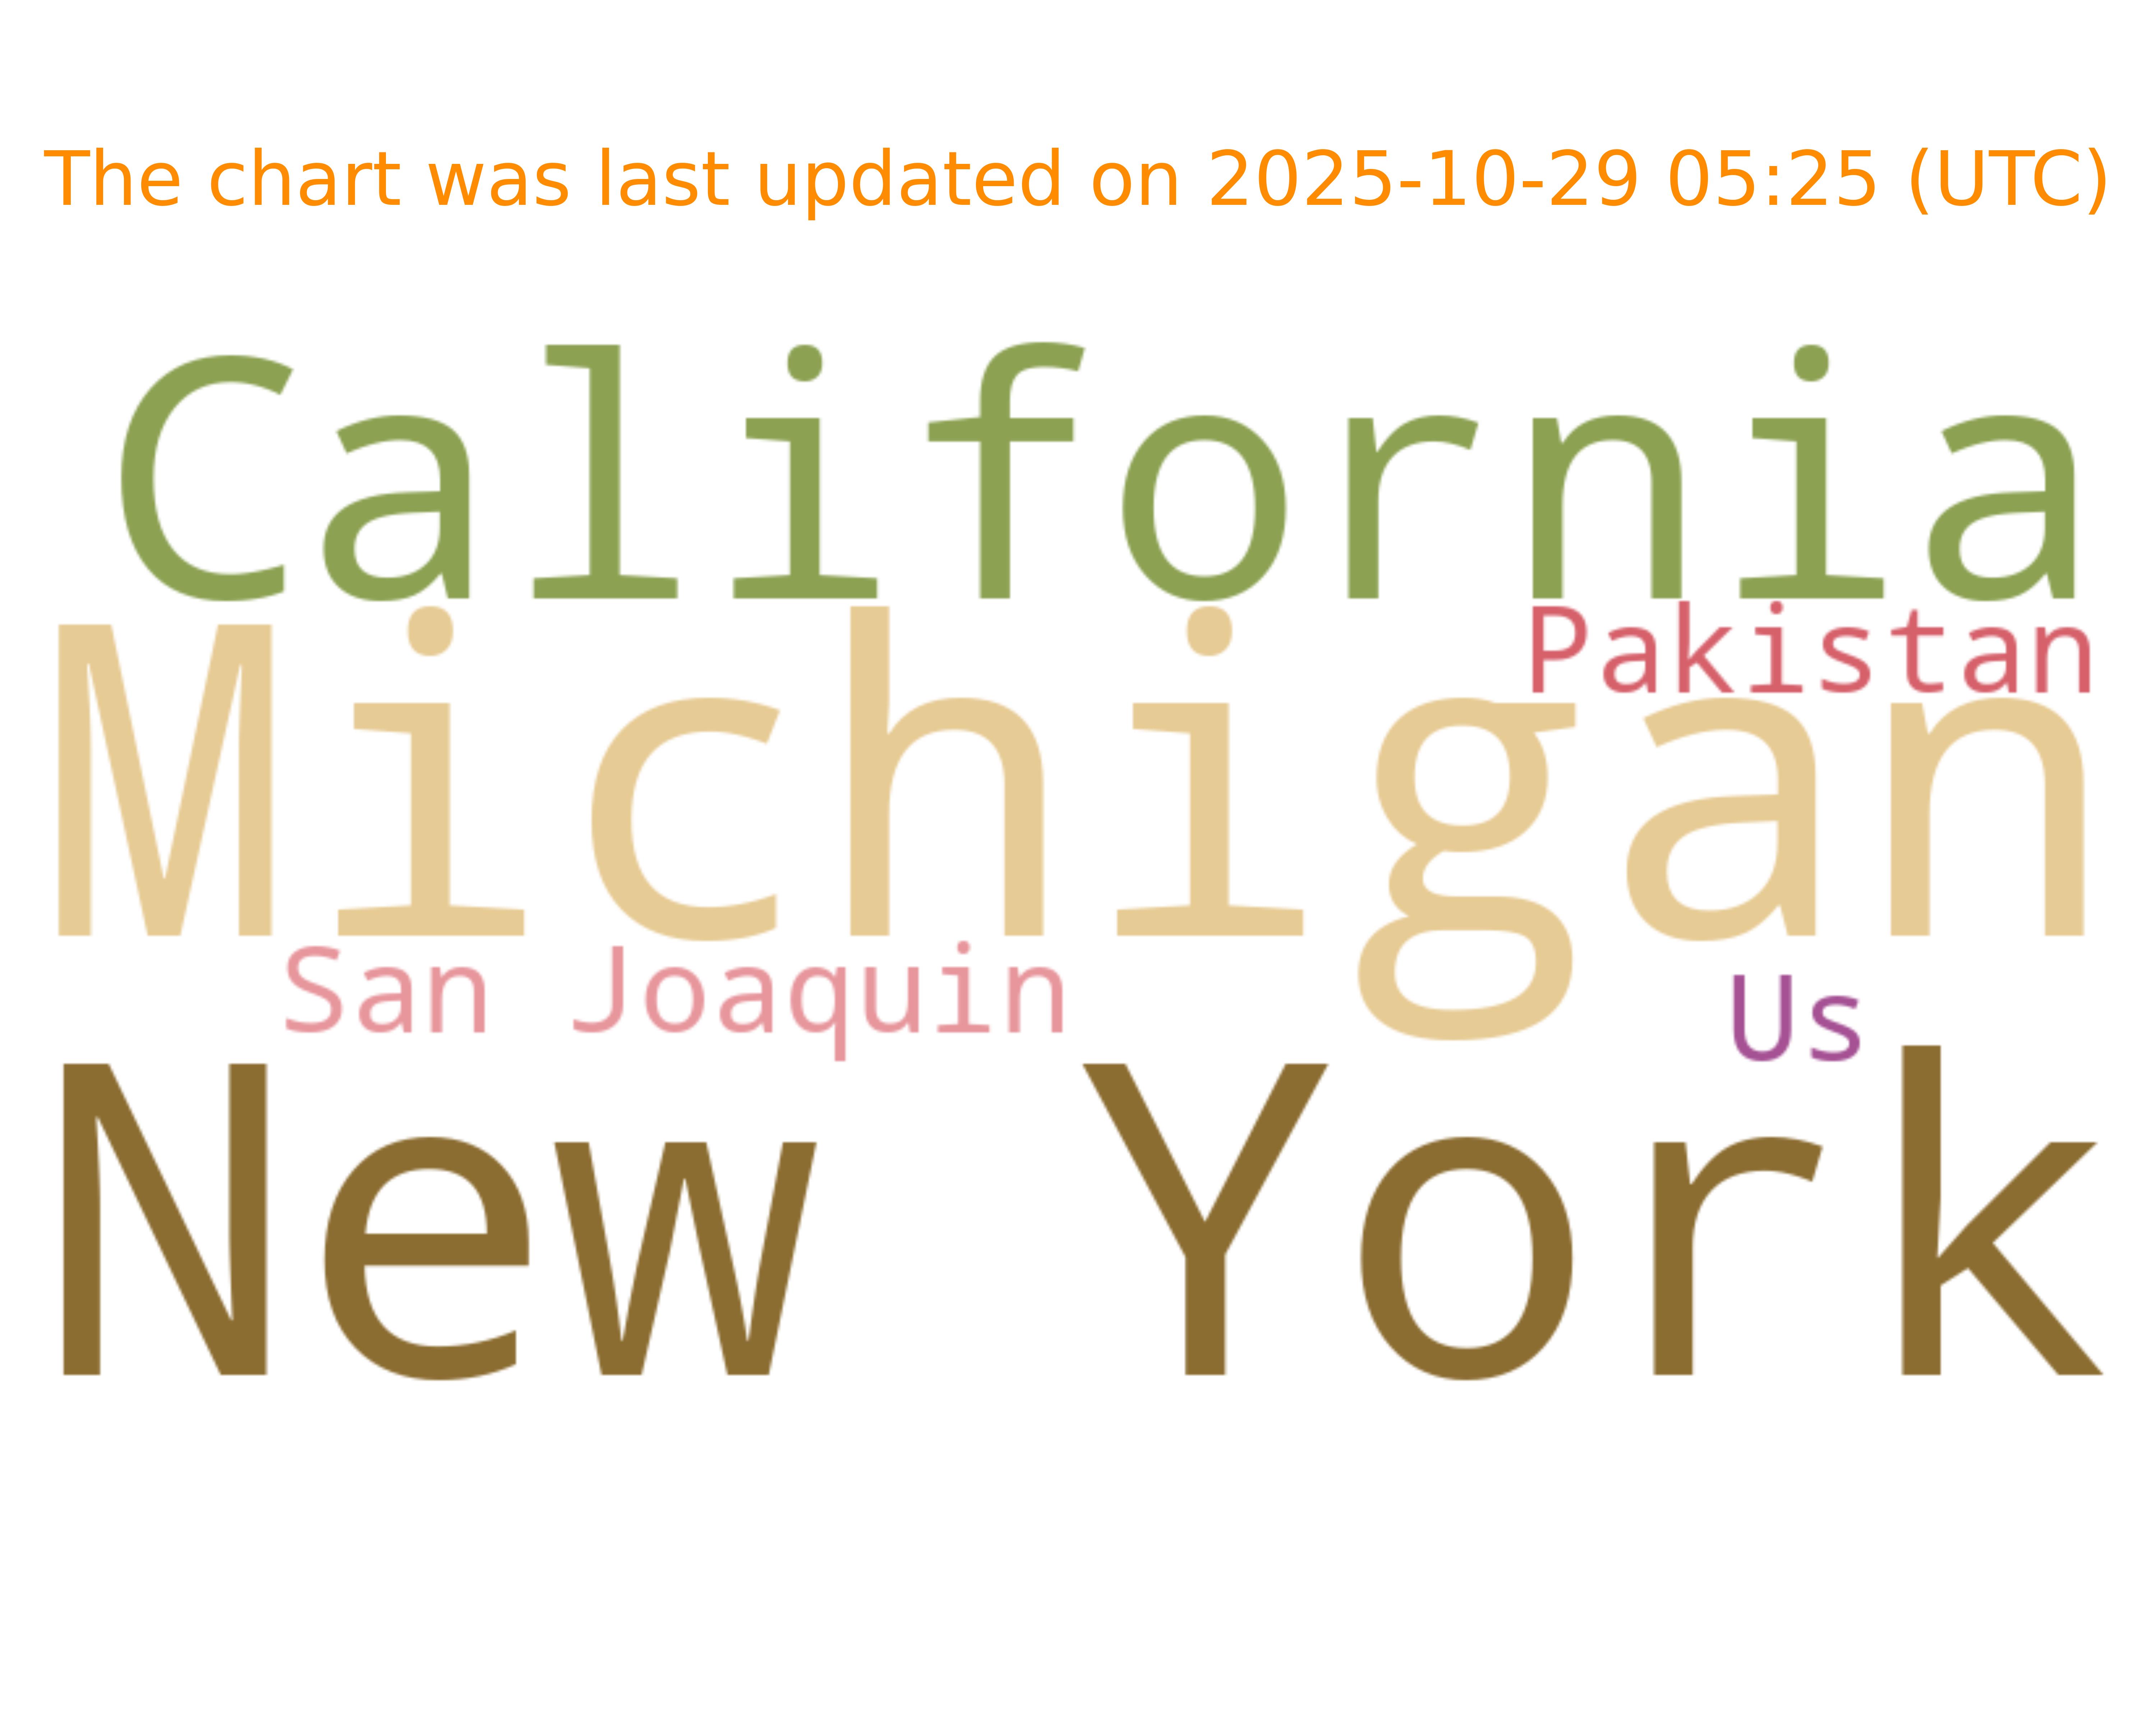 The chart was last updated on 2025-10-29 05:25 (UTC)
California
Pakistan
Michigan
San Joaquin
Us
New York